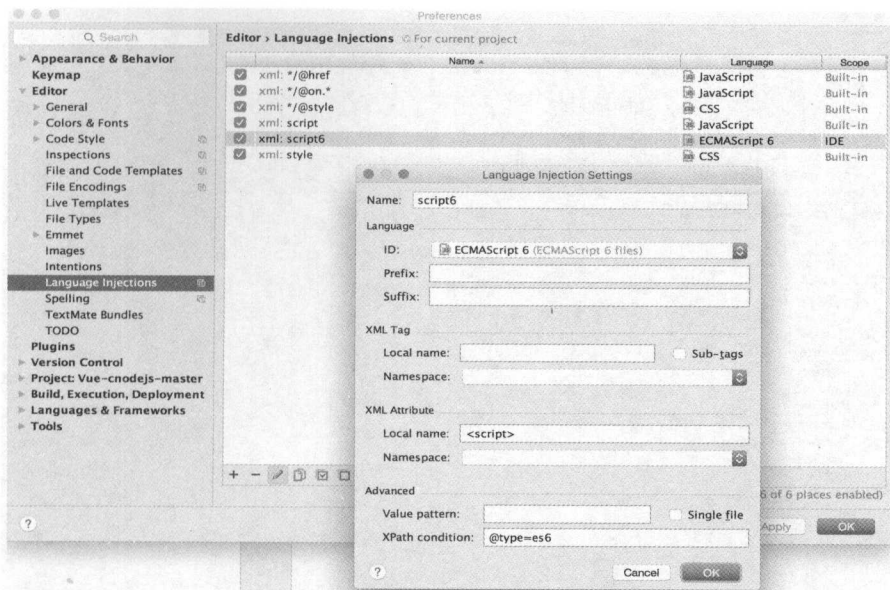 Preferences
Search
Editor › Language Injections For current project
Appearance & Behavior
Keymap
Editor
General
Colors & Fonts
Code Style
Inspections
File and Code Templates
File Encodings
Live Templates
File Types
Emmet
Images
Intentions
Language Injections
Spelling
TextMate Bundles
TODO
Plugins
Version Control
Project: Vue-cnodejs-master
Build, Execution, Deployment
Languages & Frameworks
Tools
Name Language Scope
xml: */@href JavaScript Built-in
xml: */@on.* JavaScript Built-in
xml: */@style CSS Built-in
xml: script JavaScript Built-in
xml: script6 ECMAScript 6 IDE
xml: style CSS Built-in
Language Injection Settings
Name: script6
Language
ID: ECMAScript 6 (ECMAScript 6 files)
Prefix:
Suffix:
XML Tag
Local name: Sub-tags
Namespace:
XML Attribute
Local name: <script>
Namespace:
Advanced
Value pattern: Single file
XPath condition: @type=es6
? Cancel OK
6 of 6 places enabled)
? Apply OK